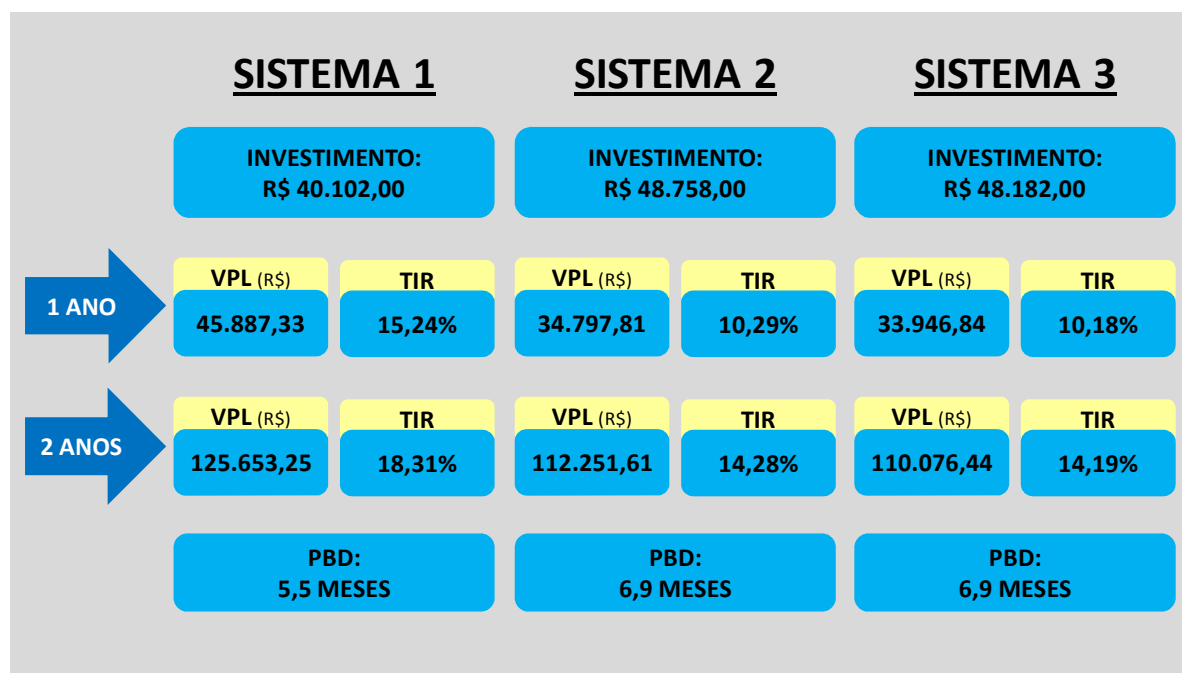 SISTEMA 1
SISTEMA 2
SISTEMA 3
INVESTIMENTO:
R$ 40.102,00
INVESTIMENTO:
R$ 48.758,00
INVESTIMENTO:
R$ 48.182,00
1 ANO
VPL (R$)
45.887,33
TIR
15,24%
VPL (R$)
34.797,81
TIR
10,29%
VPL (R$)
33.946,84
TIR
10,18%
2 ANOS
VPL (R$)
125.653,25
TIR
18,31%
VPL (R$)
112.251,61
TIR
14,28%
VPL (R$)
110.076,44
TIR
14,19%
PBD:
5,5 MESES
PBD:
6,9 MESES
PBD:
6,9 MESES